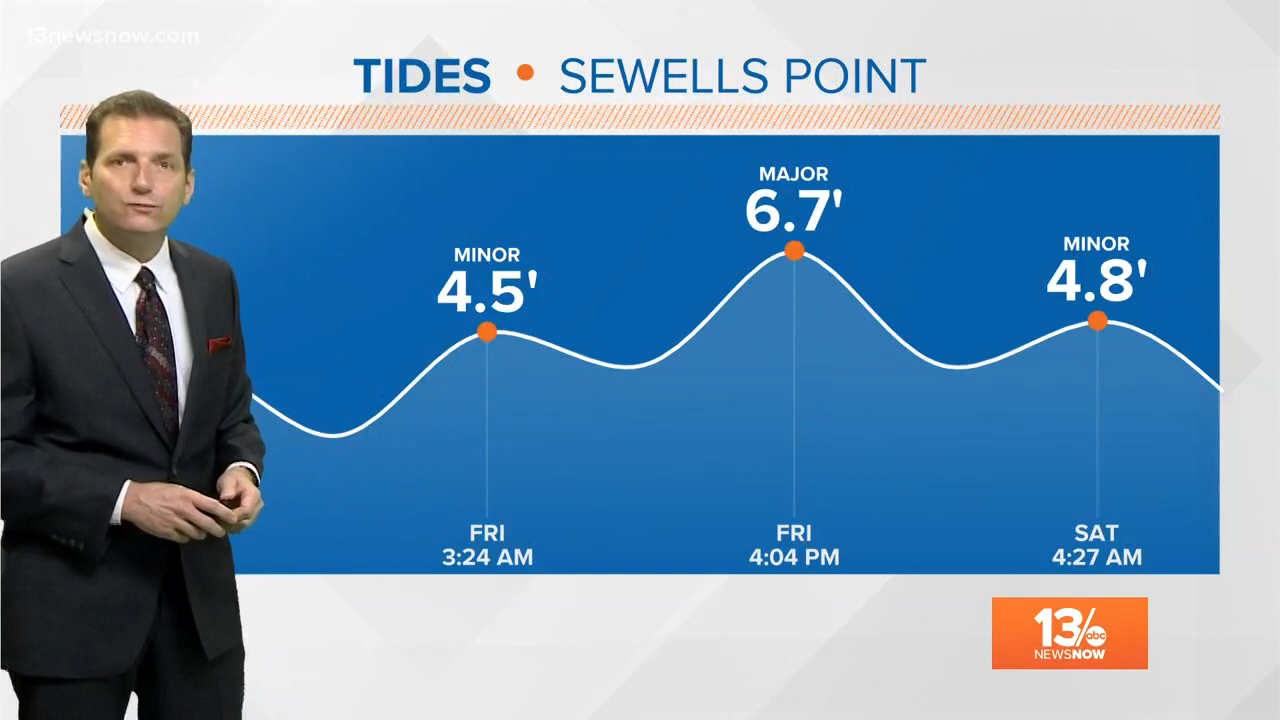 13newsnow.com
TIDES • SEWELLS POINT
MAJOR
6.7'
MINOR
4.8'
MINOR
4.5'
FRI
3:24 AM
FRI
4:04 PM
SAT
4:27 AM
13 abc
NEWSNOW